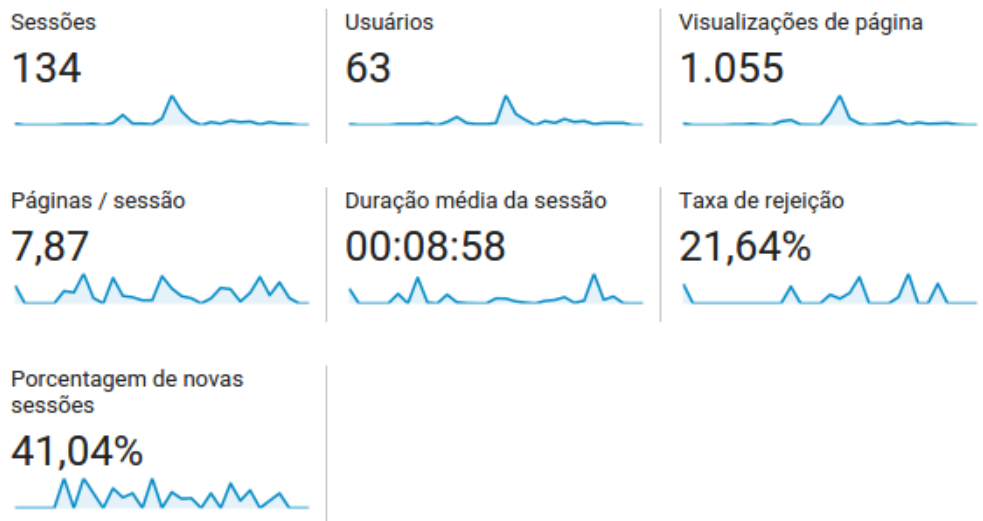 Sessões
134
Usuários
63
Visualizações de página
1.055
Páginas / sessão
7,87
Duração média da sessão
00:08:58
Taxa de rejeição
21,64%
Porcentagem de novas
sessões
41,04%